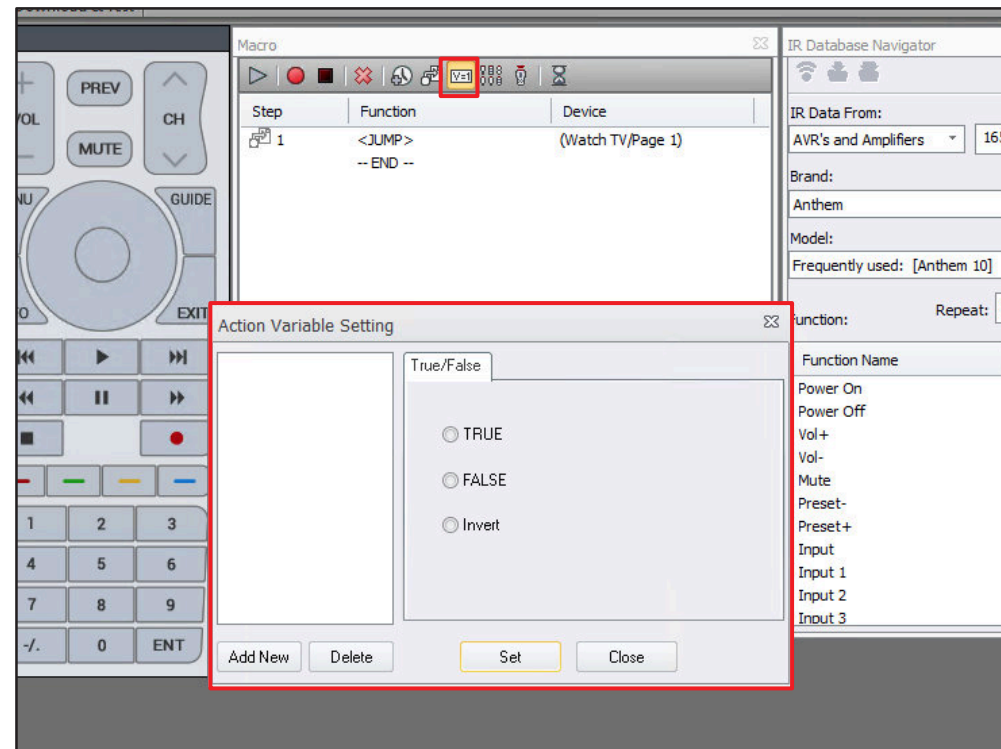 PREV
VOL
CH
MUTE
GUIDE
EXIT
1
2
3
4
5
6
7
8
9
-/.
0
ENT
Macro
V=1
Step Function Device
1 <JUMP> (Watch TV/Page 1)
-- END --
Action Variable Setting
True/False
TRUE
FALSE
Invert
Add New Delete Set Close
IR Database Navigator
IR Data From:
AVR's and Amplifiers
Brand:
Anthem
Model:
Frequently used: [Anthem 10]
Repeat:
Function Name
Power On
Power Off
Vol+
Vol-
Mute
Preset-
Preset+
Input
Input 1
Input 2
Input 3